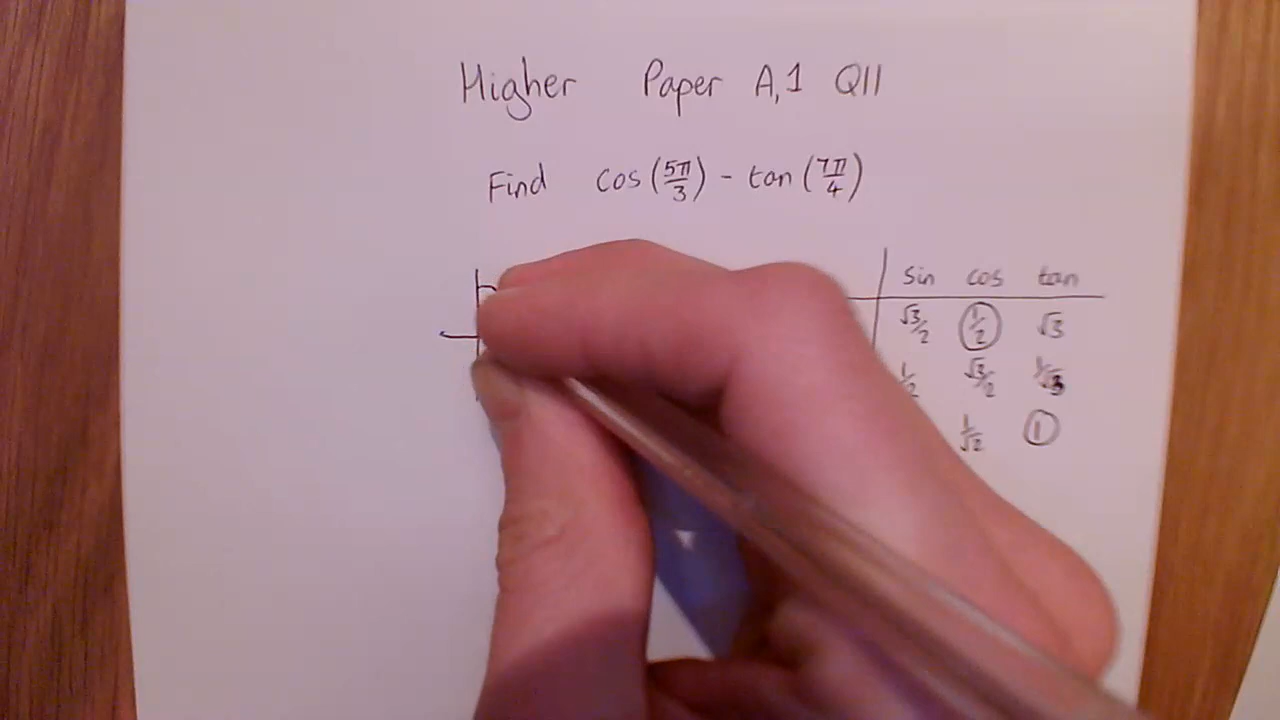 Higher Paper A,1 Q11
Find cos(5π/3) - tan(7π/4)
sin cos tan
√3/2 1/2 √3
1/2 √3/2 1/√3
1/√2 1